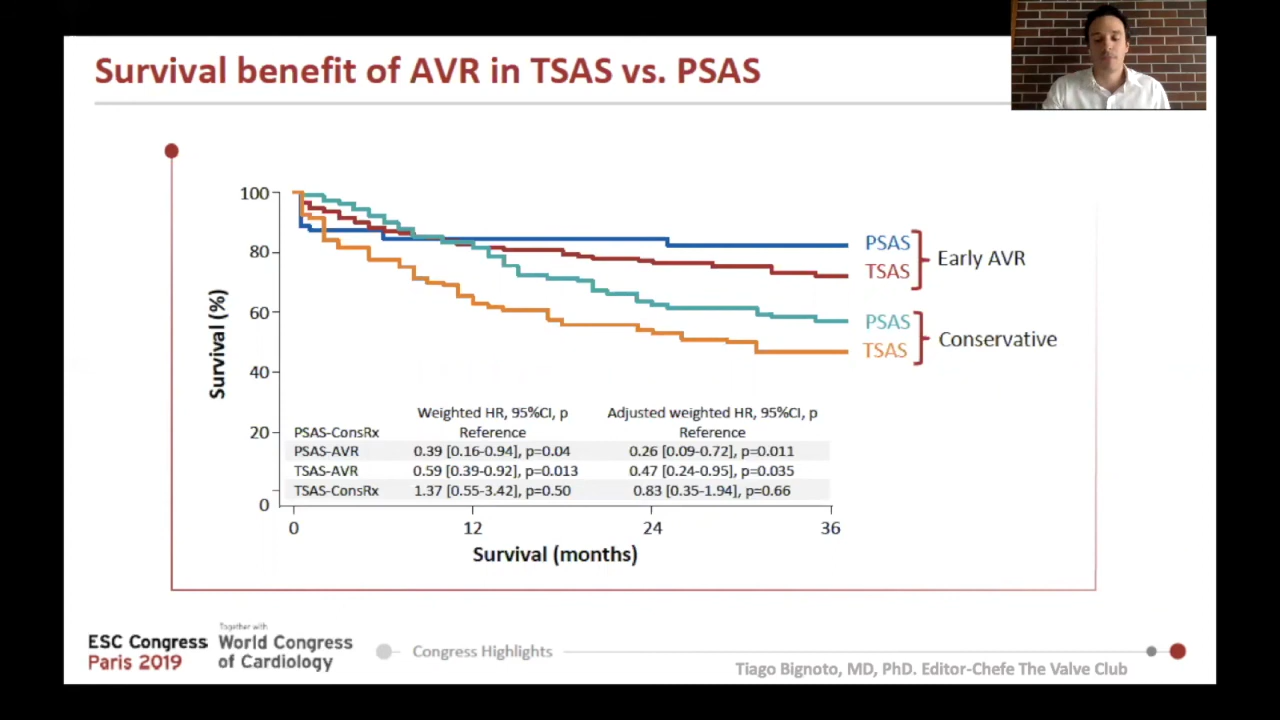 Survival benefit of AVR in TSAS vs. PSAS
100
80
60
40
20
0
Survival (%)
PSAS
TSAS
Early AVR
PSAS
TSAS
Conservative
Weighted HR, 95%CI, p Adjusted weighted HR, 95%CI, p
PSAS-ConsRx Reference Reference
PSAS-AVR 0.39 [0.16-0.94], p=0.04 0.26 [0.09-0.72], p=0.011
TSAS-AVR 0.59 [0.39-0.92], p=0.013 0.47 [0.24-0.95], p=0.035
TSAS-ConsRx 1.37 [0.55-3.42], p=0.50 0.83 [0.35-1.94], p=0.66
0 12 24 36
Survival (months)
ESC Congress
Paris 2019
Together with
World Congress
of Cardiology
Congress Highlights
Tiago Bignoto, MD, PhD. Editor-Chefe The Valve Club